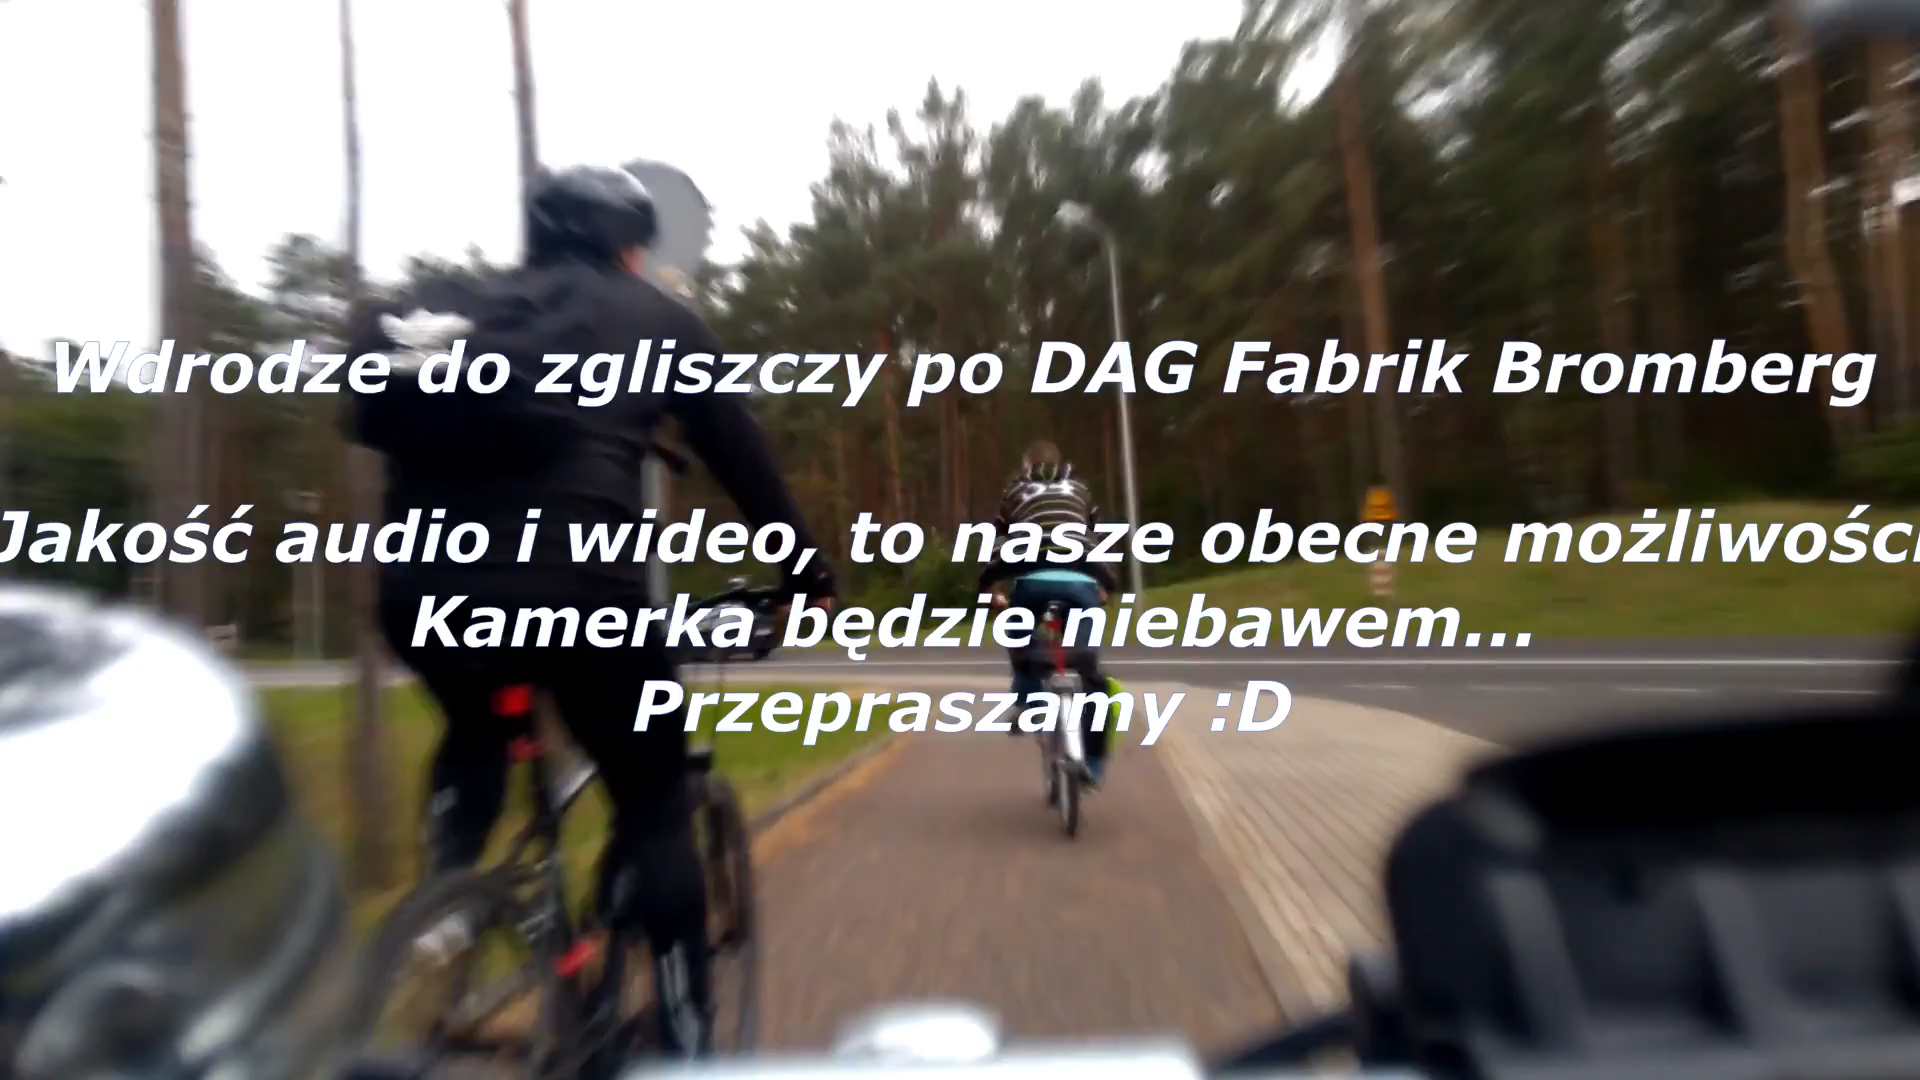 Wdrodze do zgliszczy po DAG Fabrik Bromberg
Jakość audio i wideo, to nasze obecne możliwości
Kamerka będzie niebawem...
Przepraszamy :D